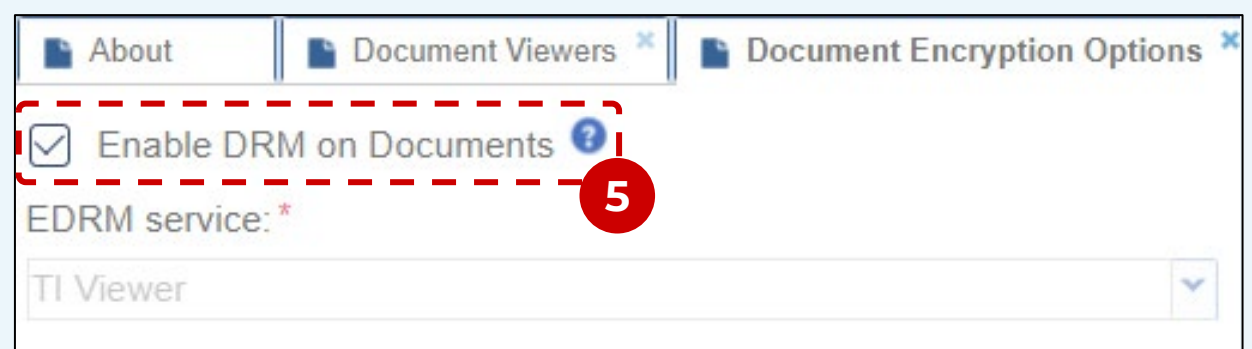 About Document Viewers Document Encryption Options
Enable DRM on Documents ?
5
EDRM service: *
TI Viewer